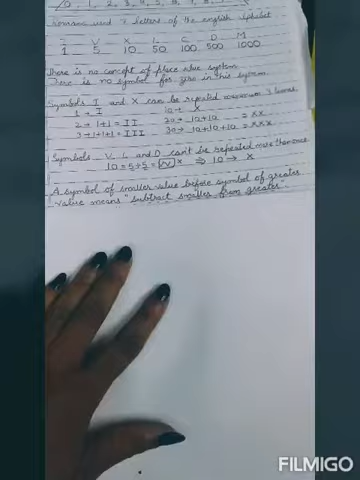 Romans used 7 letters of the english alphabet
I V X L C D M
1 5 10 50 100 500 1000
There is no concept of place value system
There is no symbol for zero in this system.
Symbols I and X can be repeated maximum 3 times
1 → I 10 → X
2 → 1+1 = II 20 → 10+10 = XX
3 → 1+1+1 = III 30 → 10+10+10 = XXX
Symbols V, L and D can't be repeated more than once
10 = 5+5 = VV × ⇒ 10 → X
A symbol of smaller value before symbol of greater
value means "subtract smaller from greater"
FILMIGO